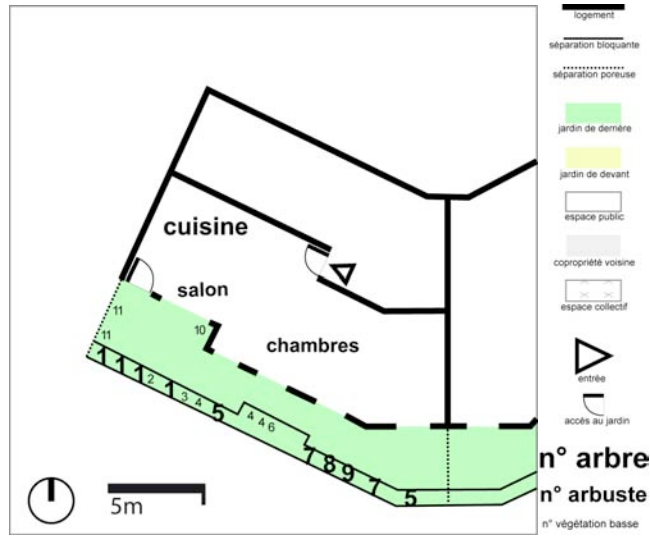 cuisine
salon
chambres
11
11
10
1
1
1
2
1
3
4
5
4 4 6
7
8
9
7
5
5m
logement
séparation bloquante
séparation poreuse
jardin de derrière
jardin de devant
espace public
copropriété voisine
espace collectif
entrée
accès au jardin
n° arbre
n° arbuste
n° végétation basse